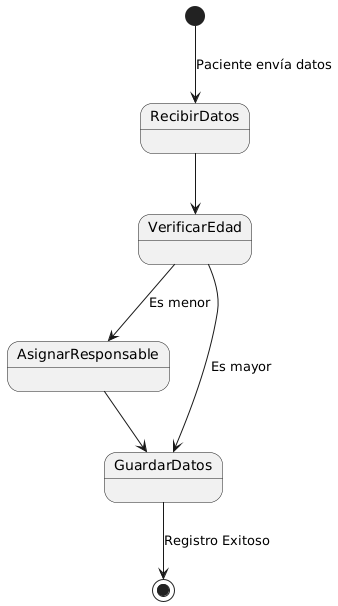 Paciente envía datos
RecibirDatos
VerificarEdad
Es menor
AsignarResponsable
Es mayor
GuardarDatos
Registro Exitoso